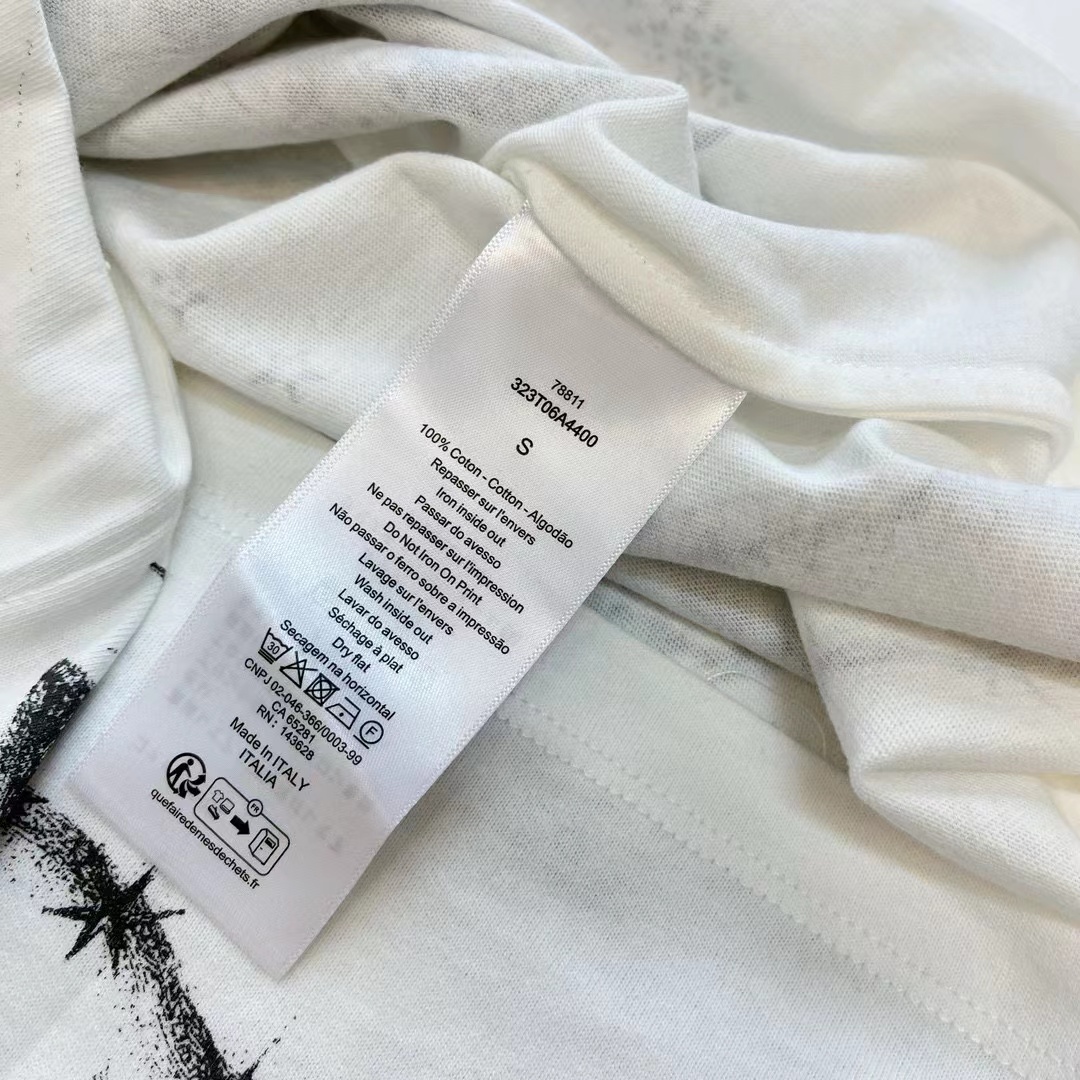 78811
323T06A4400
S
100% Coton - Cotton - Algodão
Repasser sur l'envers
Iron inside out
Passar do avesso
Ne pas repasser sur l'impression
Do Not Iron On Print
Não passar o ferro sobre a impressão
Lavage sur l'envers
Wash inside out
Lavar do avesso
Séchage à plat
Dry flat
Secagem na horizontal
30
F
CNPJ 02-046-366/0003-99
CA 65281
RN: 143628
Made In ITALY
ITALIA
FR
quefairedemesdechets.fr